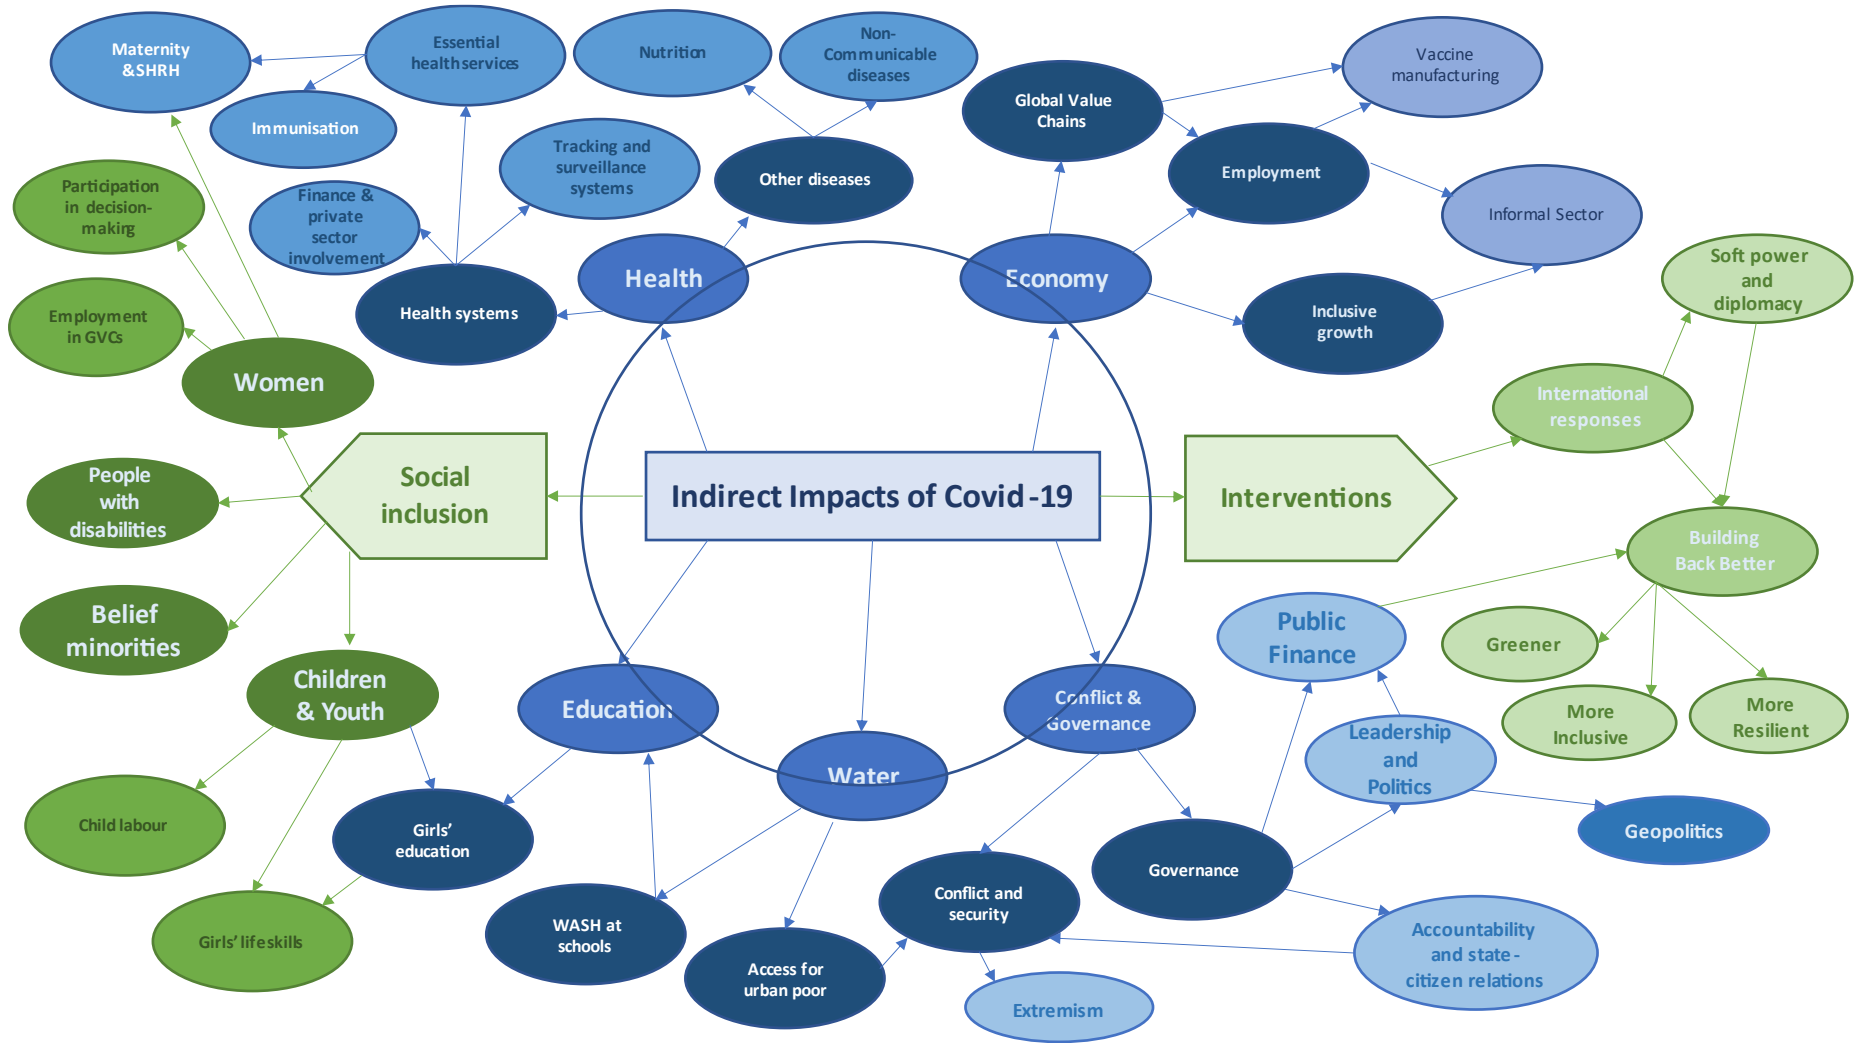 Maternity
& SHRH
Essential
health services
Nutrition
Non-
Communicable
diseases
Global Value
Chains
Vaccine
manufacturing
Immunisation
Tracking and
surveillance
systems
Other diseases
Employment
Participation
in decision-
making
Finance &
private
sector
involvement
Informal Sector
Health
Economy
Soft power
and
diplomacy
Employment
in GVCs
Health systems
Inclusive
growth
Women
International
responses
People
with
disabilities
Social
inclusion
Indirect Impacts of Covid-19
Interventions
Building
Back Better
Belief
minorities
Public
Finance
Greener
Children
& Youth
Education
Conflict &
Governance
More
Inclusive
More
Resilient
Leadership
and
Politics
Water
Child labour
Girls'
education
Geopolitics
Governance
Conflict and
security
Girls' lifeskills
WASH at
schools
Access for
urban poor
Accountability
and state-
citizen relations
Extremism